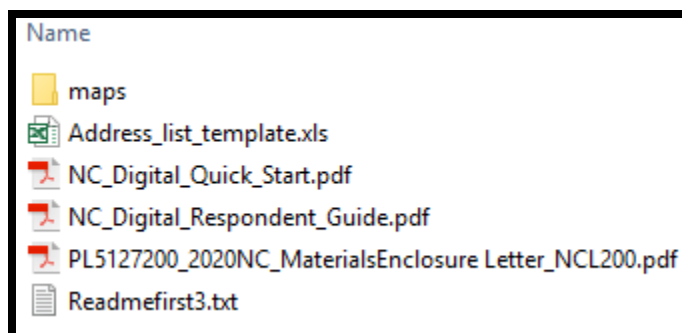 Name
maps
Address_list_template.xls
NC_Digital_Quick_Start.pdf
NC_Digital_Respondent_Guide.pdf
PL5127200_2020NC_MaterialsEnclosure Letter_NCL200.pdf
Readmefirst3.txt